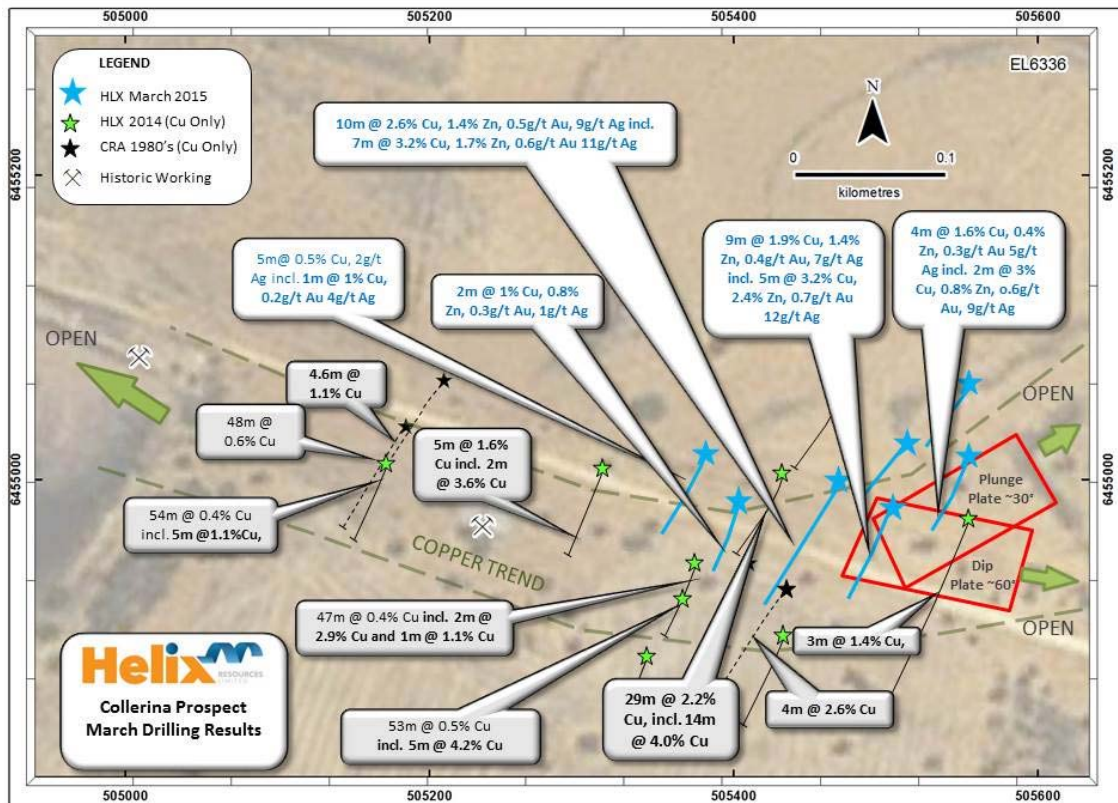 505000
505200
505400
505600
LEGEND
HLX March 2015
HLX 2014 (Cu Only)
CRA 1980's (Cu Only)
Historic Working
EL6336
N
0
0.1
kilometres
6455200
6455200
10m @ 2.6% Cu, 1.4% Zn, 0.5g/t Au, 9g/t Ag incl.
7m @ 3.2% Cu, 1.7% Zn, 0.6g/t Au 11g/t Ag
5m@ 0.5% Cu, 2g/t
Ag incl. 1m @ 1% Cu,
0.2g/t Au 4g/t Ag
2m @ 1% Cu, 0.8%
Zn, 0.3g/t Au, 1g/t Ag
9m @ 1.9% Cu, 1.4%
Zn, 0.4g/t Au, 7g/t Ag
incl. 5m @ 3.2% Cu,
2.4% Zn, 0.7g/t Au
12g/t Ag
4m @ 1.6% Cu, 0.4%
Zn, 0.3g/t Au 5g/t
Ag incl. 2m @ 3%
Cu, 0.8% Zn, o.6g/t
Au, 9g/t Ag
OPEN
4.6m @
1.1% Cu
48m @
0.6% Cu
5m @ 1.6%
Cu incl. 2m
@ 3.6% Cu
OPEN
6455000
6455000
Plunge
Plate ~30°
54m @ 0.4% Cu
incl. 5m @1.1%Cu,
COPPER TREND
Dip
Plate ~60°
OPEN
47m @ 0.4% Cu incl. 2m @
2.9% Cu and 1m @ 1.1% Cu
3m @ 1.4% Cu,
29m @ 2.2%
Cu, incl. 14m
@ 4.0% Cu
4m @ 2.6% Cu
53m @ 0.5% Cu
incl. 5m @ 4.2% Cu
Helix
RESOURCES
LIMITED
Collerina Prospect
March Drilling Results
505000
505200
505400
505600